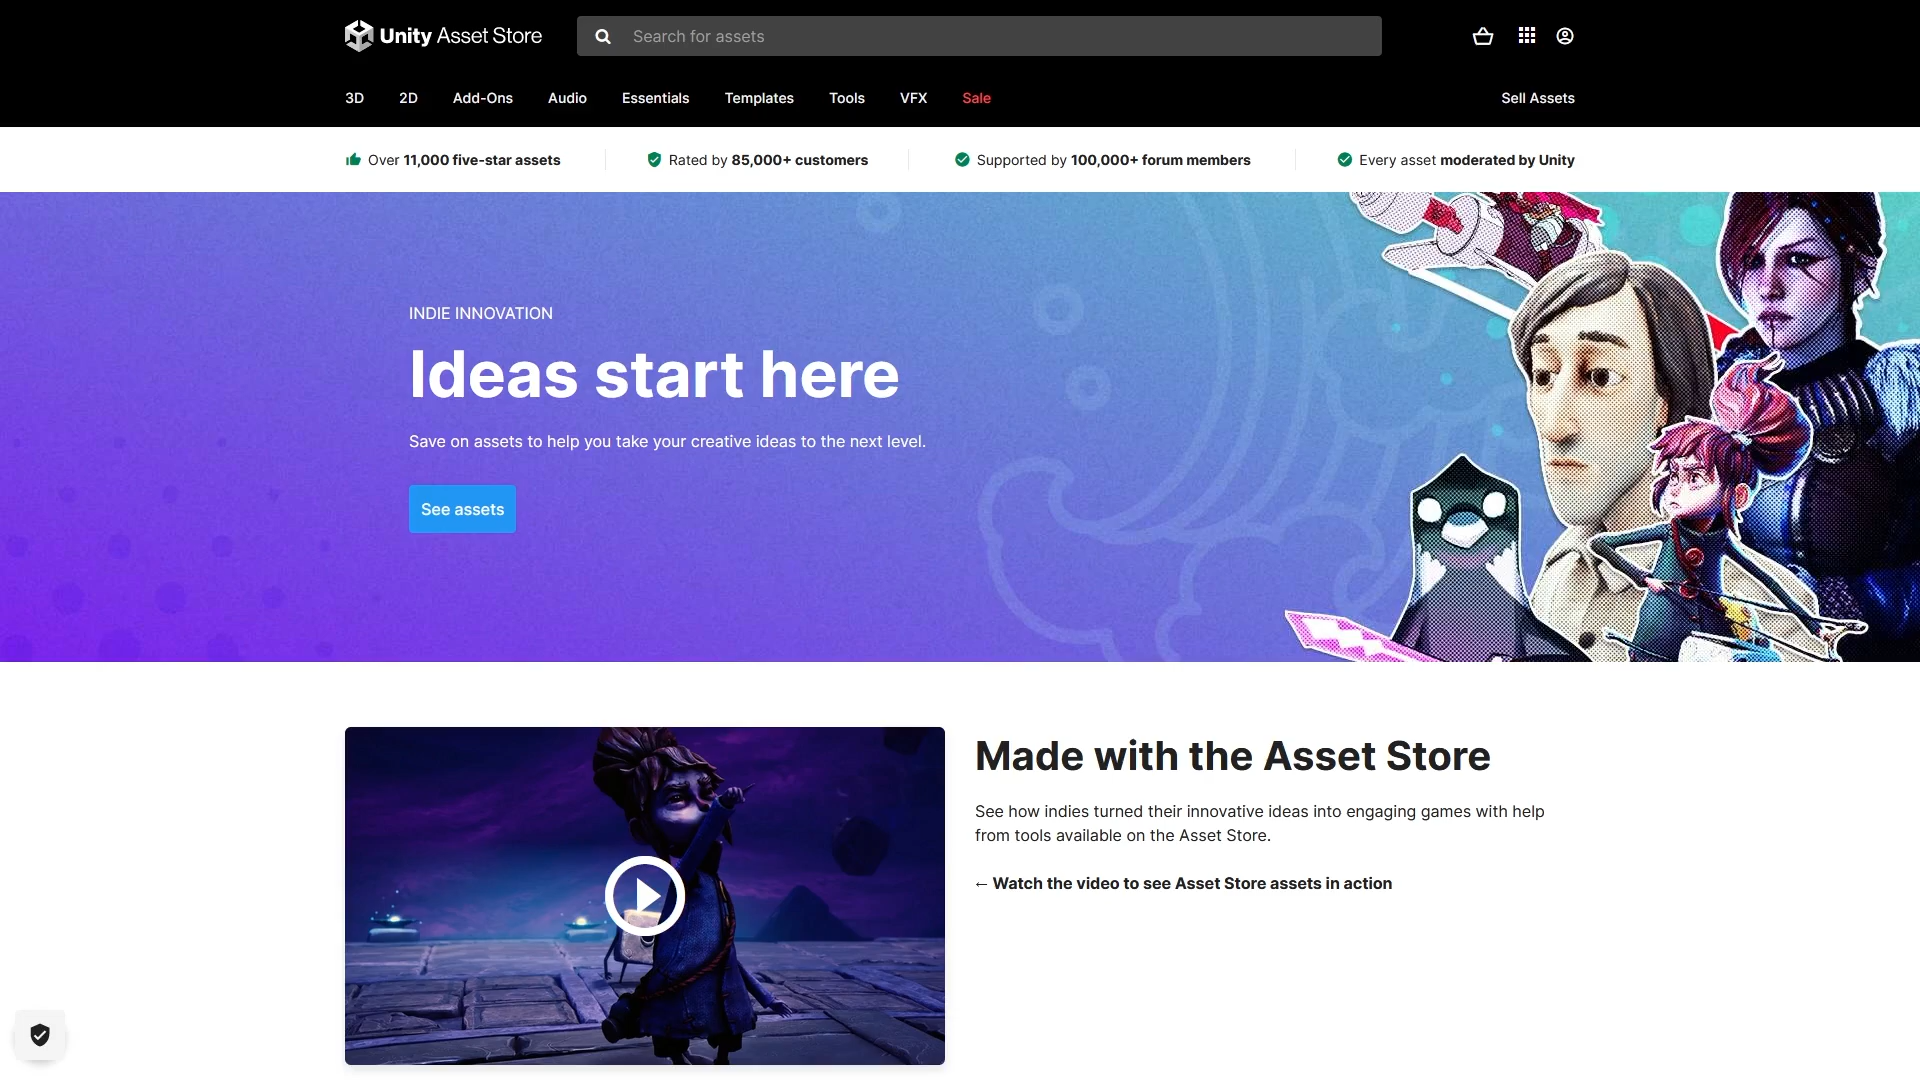 Unity Asset Store
Search for assets
3D 2D Add-Ons Audio Essentials Templates Tools VFX Sale Sell Assets
Over 11,000 five-star assets Rated by 85,000+ customers Supported by 100,000+ forum members Every asset moderated by Unity
INDIE INNOVATION
Ideas start here
Save on assets to help you take your creative ideas to the next level.
See assets
Made with the Asset Store
See how indies turned their innovative ideas into engaging games with help
from tools available on the Asset Store.
← Watch the video to see Asset Store assets in action